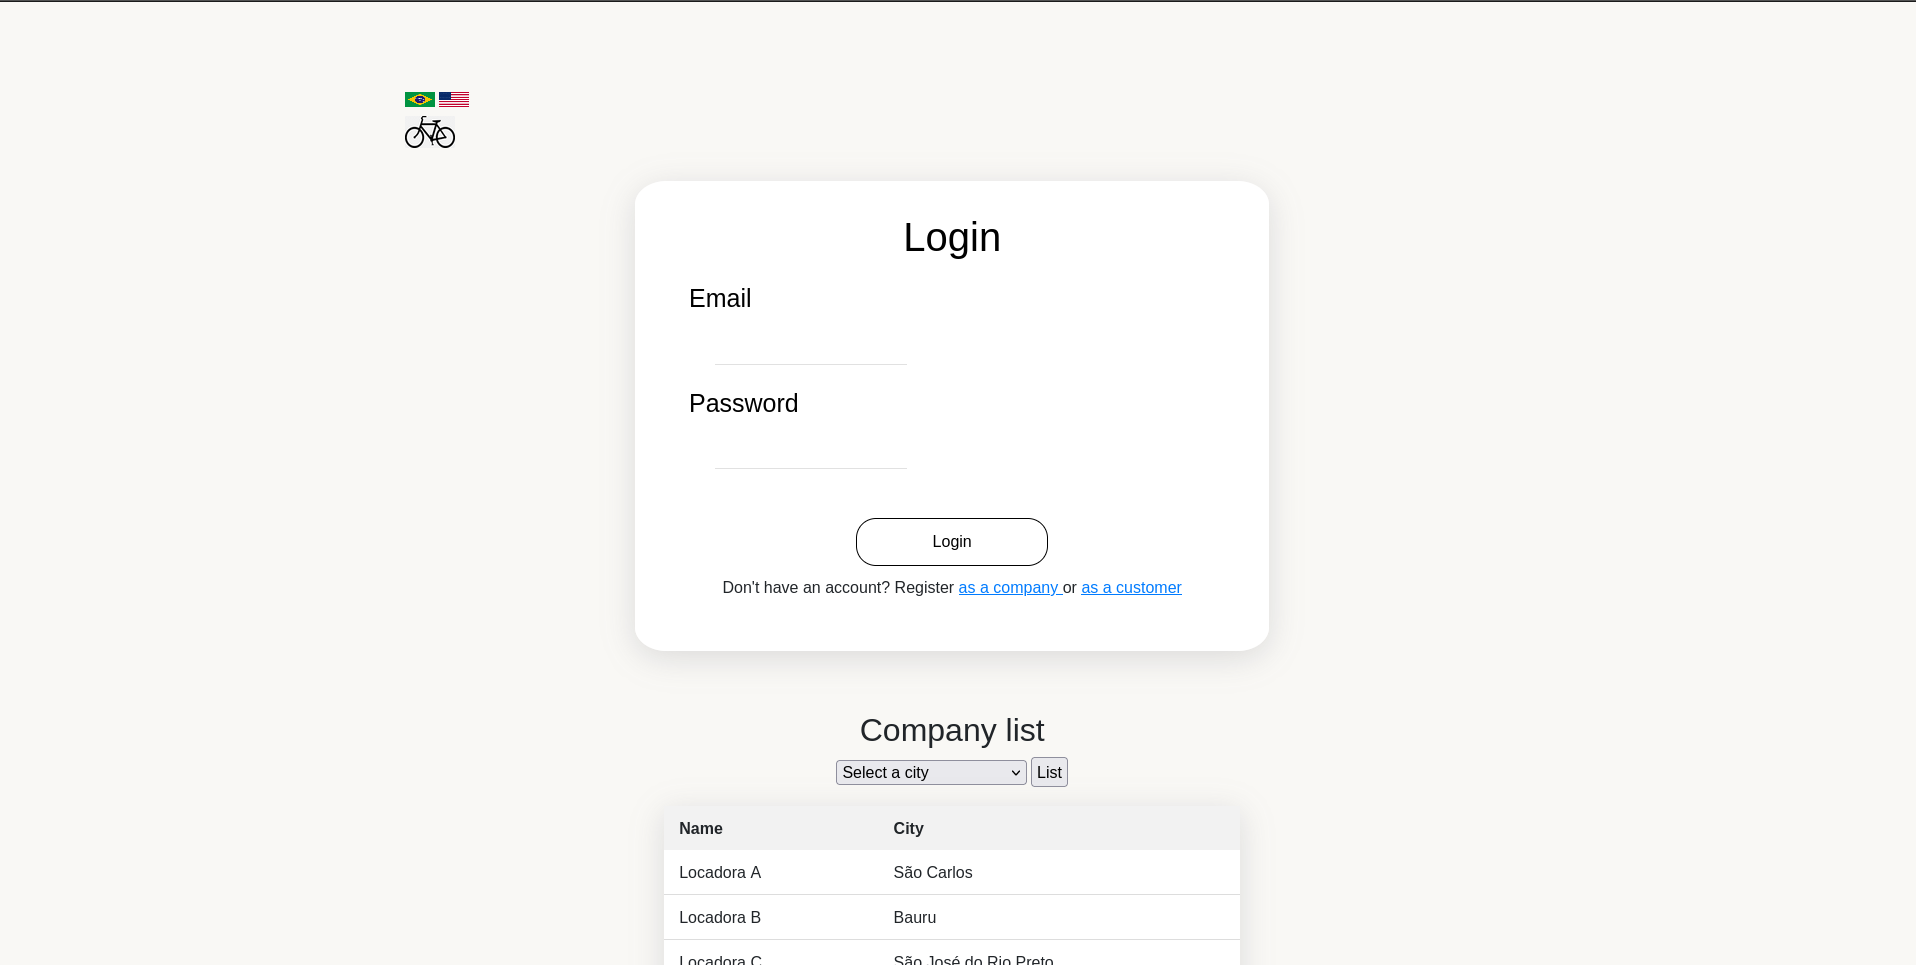 Login
Email
Password
Login
Don't have an account? Register as a company or as a customer
Company list
Select a city List
Name City
Locadora A São Carlos
Locadora B Bauru
Locadora C São José do Rio Preto